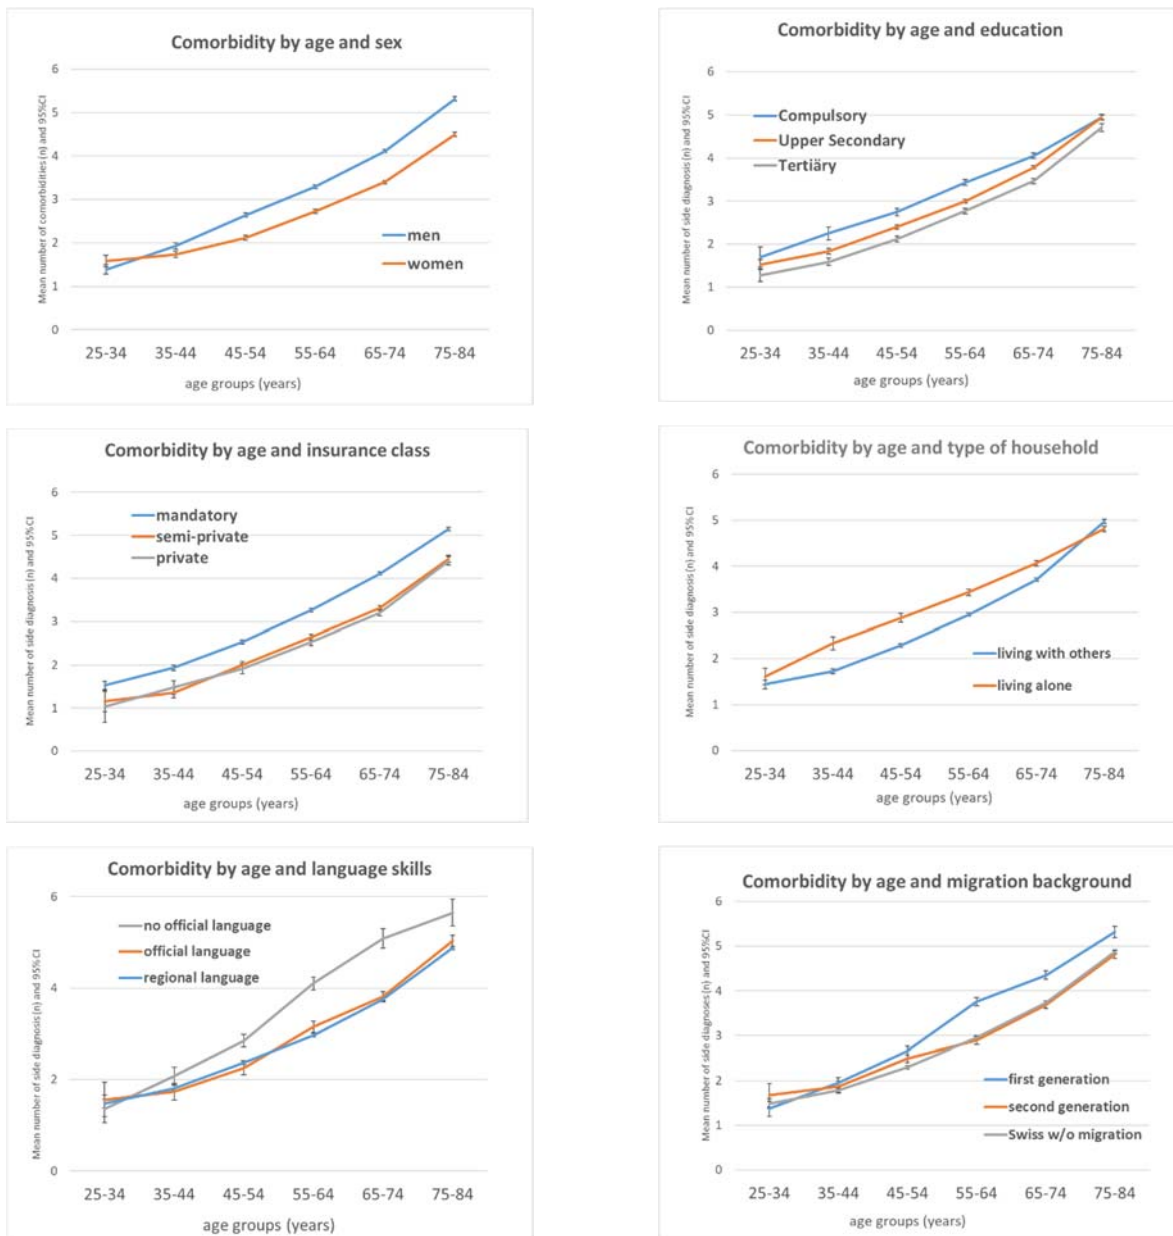 Comorbidity by age and sex
Mean number of comorbidities (n) and 95%CI
6
5
4
3
2
1
0
men
women
25-34 35-44 45-54 55-64 65-74 75-84
age groups (years)
Comorbidity by age and education
Mean number of side diagnosis (n) and 95%CI
6
5
4
3
2
1
0
Compulsory
Upper Secondary
Tertiäry
25-34 35-44 45-54 55-64 65-74 75-84
age groups (years)
Comorbidity by age and insurance class
Mean number of side diagnosis (n) and 95%CI
6
5
4
3
2
1
0
mandatory
semi-private
private
25-34 35-44 45-54 55-64 65-74 75-84
age groups (years)
Comorbidity by age and type of household
Mean number of side diagnosis (n) and 95%CI
6
5
4
3
2
1
0
living with others
living alone
25-34 35-44 45-54 55-64 65-74 75-84
age groups (years)
Comorbidity by age and language skills
Mean number of side diagnosis (n) and 95%CI
6
4
2
0
no official language
official language
regional language
25-34 35-44 45-54 55-64 65-74 75-84
age groups (years)
Comorbidity by age and migration background
Mean number of side diagnoses (n) and 95%CI
6
5
4
3
2
1
0
first generation
second generation
Swiss w/o migration
25-34 35-44 45-54 55-64 65-74 75-84
age groups (years)